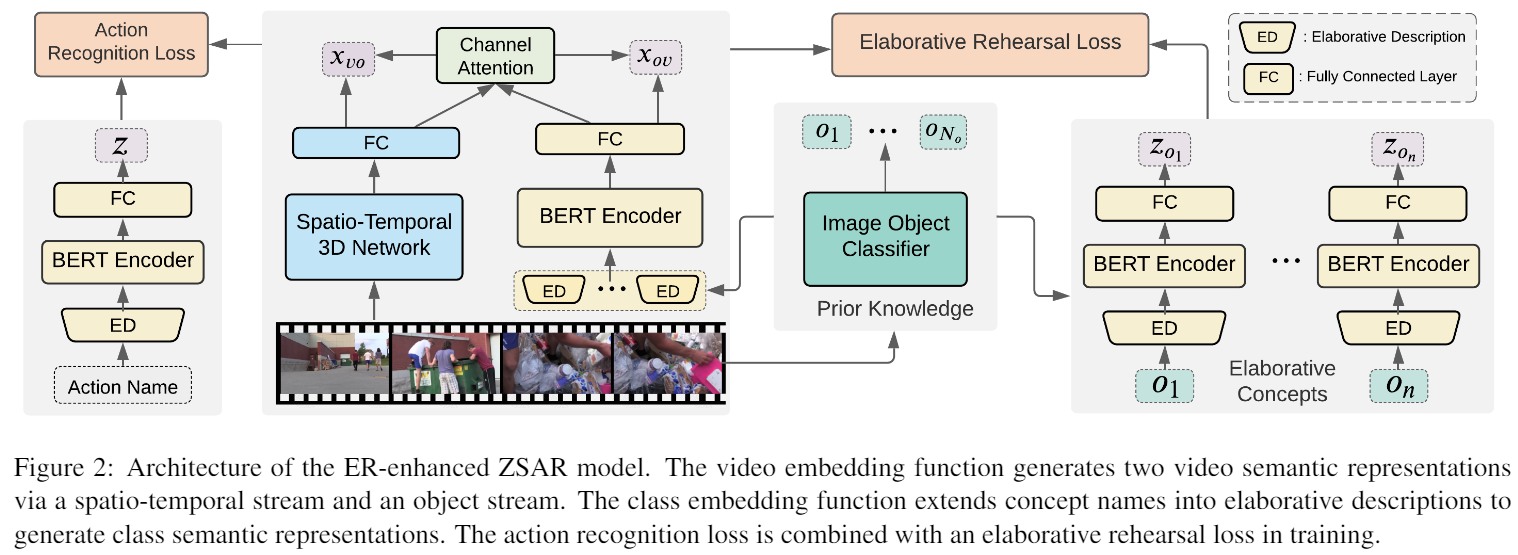 Action
Recognition Loss
z
FC
BERT Encoder
ED
Action Name
x_{vo}
Channel
Attention
x_{ov}
FC
FC
Spatio-Temporal
3D Network
BERT Encoder
ED ··· ED
Elaborative Rehearsal Loss
o_1 ··· o_{N_o}
Image Object
Classifier
Prior Knowledge
ED : Elaborative Description
FC : Fully Connected Layer
z_{o_1} z_{o_n}
FC FC
BERT Encoder ··· BERT Encoder
ED ED
o_1 o_n
Elaborative
Concepts
Figure 2: Architecture of the ER-enhanced ZSAR model. The video embedding function generates two video semantic representations
via a spatio-temporal stream and an object stream. The class embedding function extends concept names into elaborative descriptions to
generate class semantic representations. The action recognition loss is combined with an elaborative rehearsal loss in training.